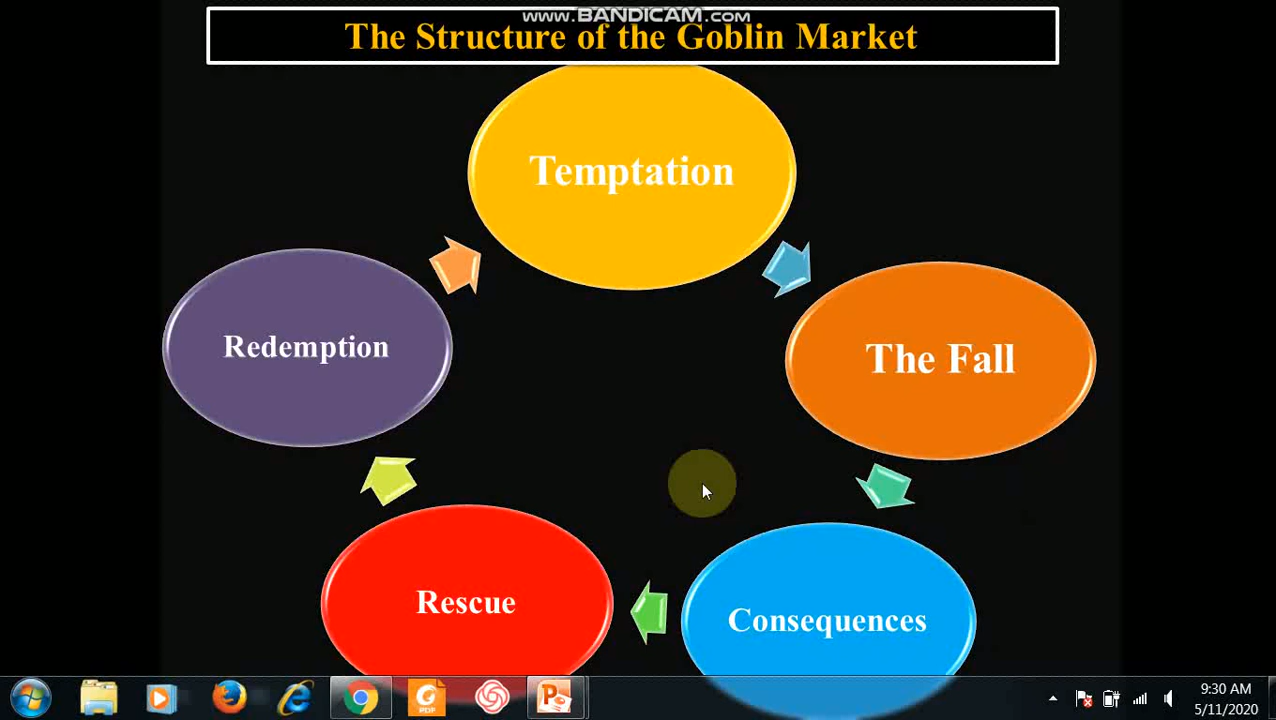 www.BANDICAM.com
The Structure of the Goblin Market
Temptation
Redemption
The Fall
Rescue
Consequences
PDF
9:30 AM
5/11/2020